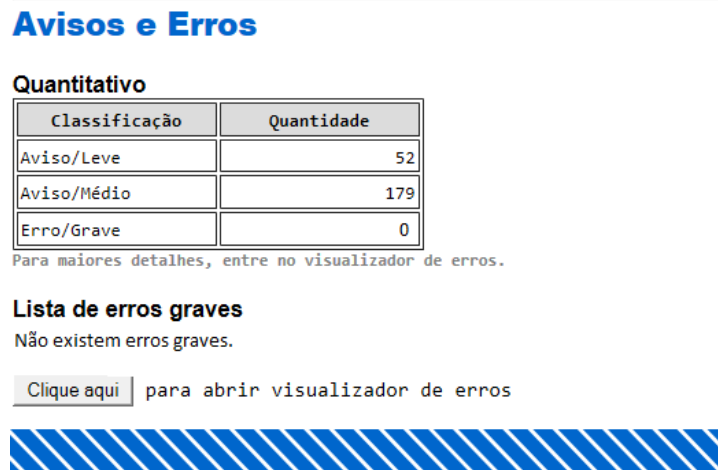 Avisos e Erros
Quantitativo
Classificação Quantidade
Aviso/Leve 52
Aviso/Médio 179
Erro/Grave 0
Para maiores detalhes, entre no visualizador de erros.
Lista de erros graves
Não existem erros graves.
Clique aqui para abrir visualizador de erros